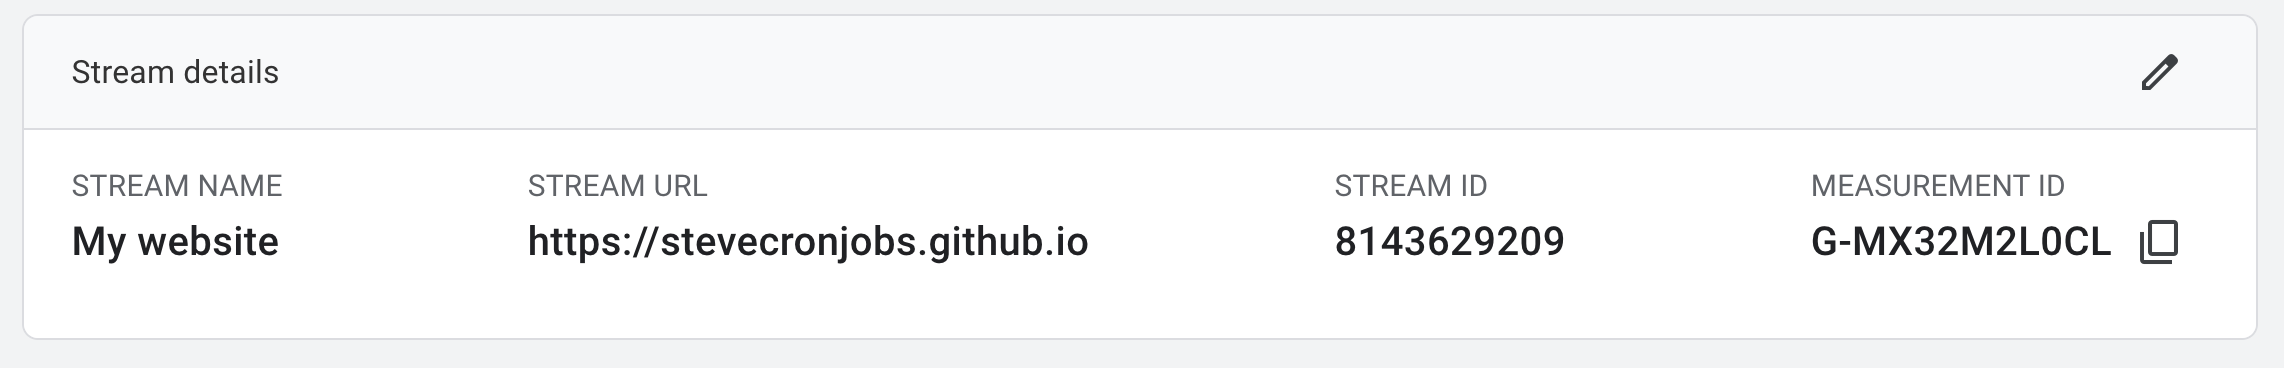 Stream details
STREAM NAME
My website
STREAM URL
https://stevecronjobs.github.io
STREAM ID
8143629209
MEASUREMENT ID
G-MX32M2L0CL